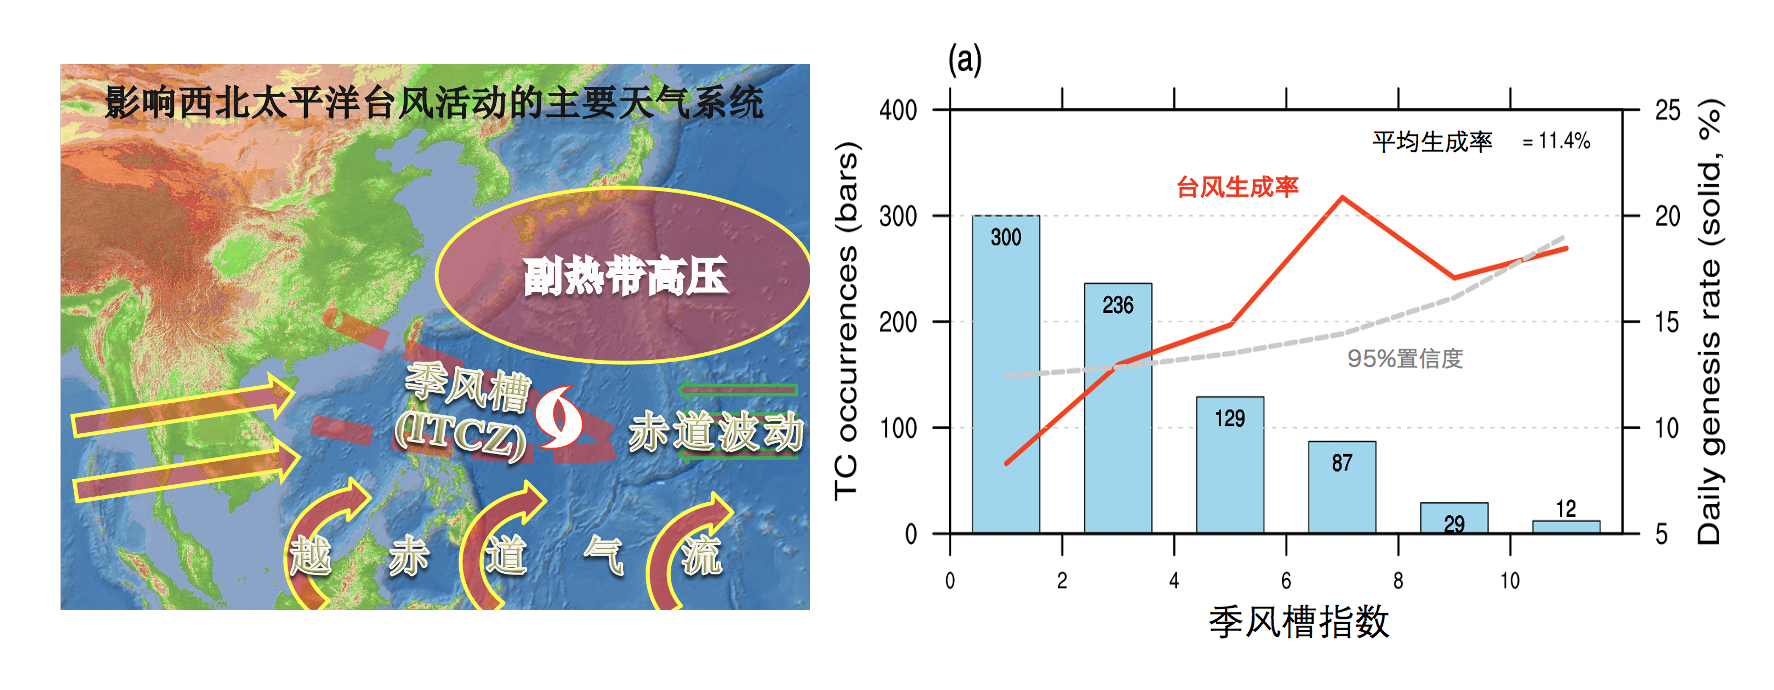 影响西北太平洋台风活动的主要天气系统
副热带高压
季风槽
(ITCZ)
赤道波动
越赤道气流
(a)
TC occurrences (bars)
400
300
200
100
0
25
20
15
10
5
Daily genesis rate (solid, %)
平均生成率 = 11.4%
台风生成率
95%置信度
300
236
129
87
29
12
0 2 4 6 8 10
季风槽指数